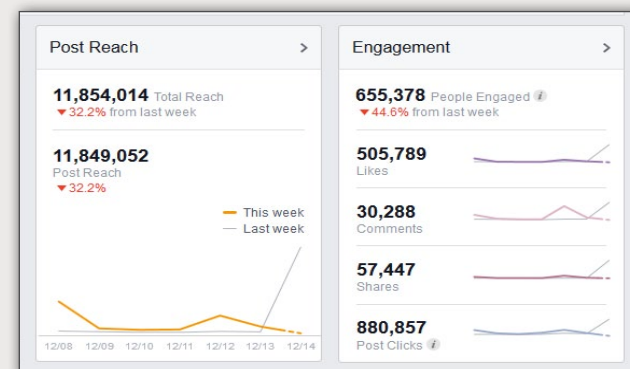 Post Reach
11,854,014 Total Reach
32.2% from last week
11,849,052
Post Reach
32.2%
This week
Last week
12/08 12/09 12/10 12/11 12/12 12/13 12/14
Engagement
655,378 People Engaged i
44.6% from last week
505,789
Likes
30,288
Comments
57,447
Shares
880,857
Post Clicks i